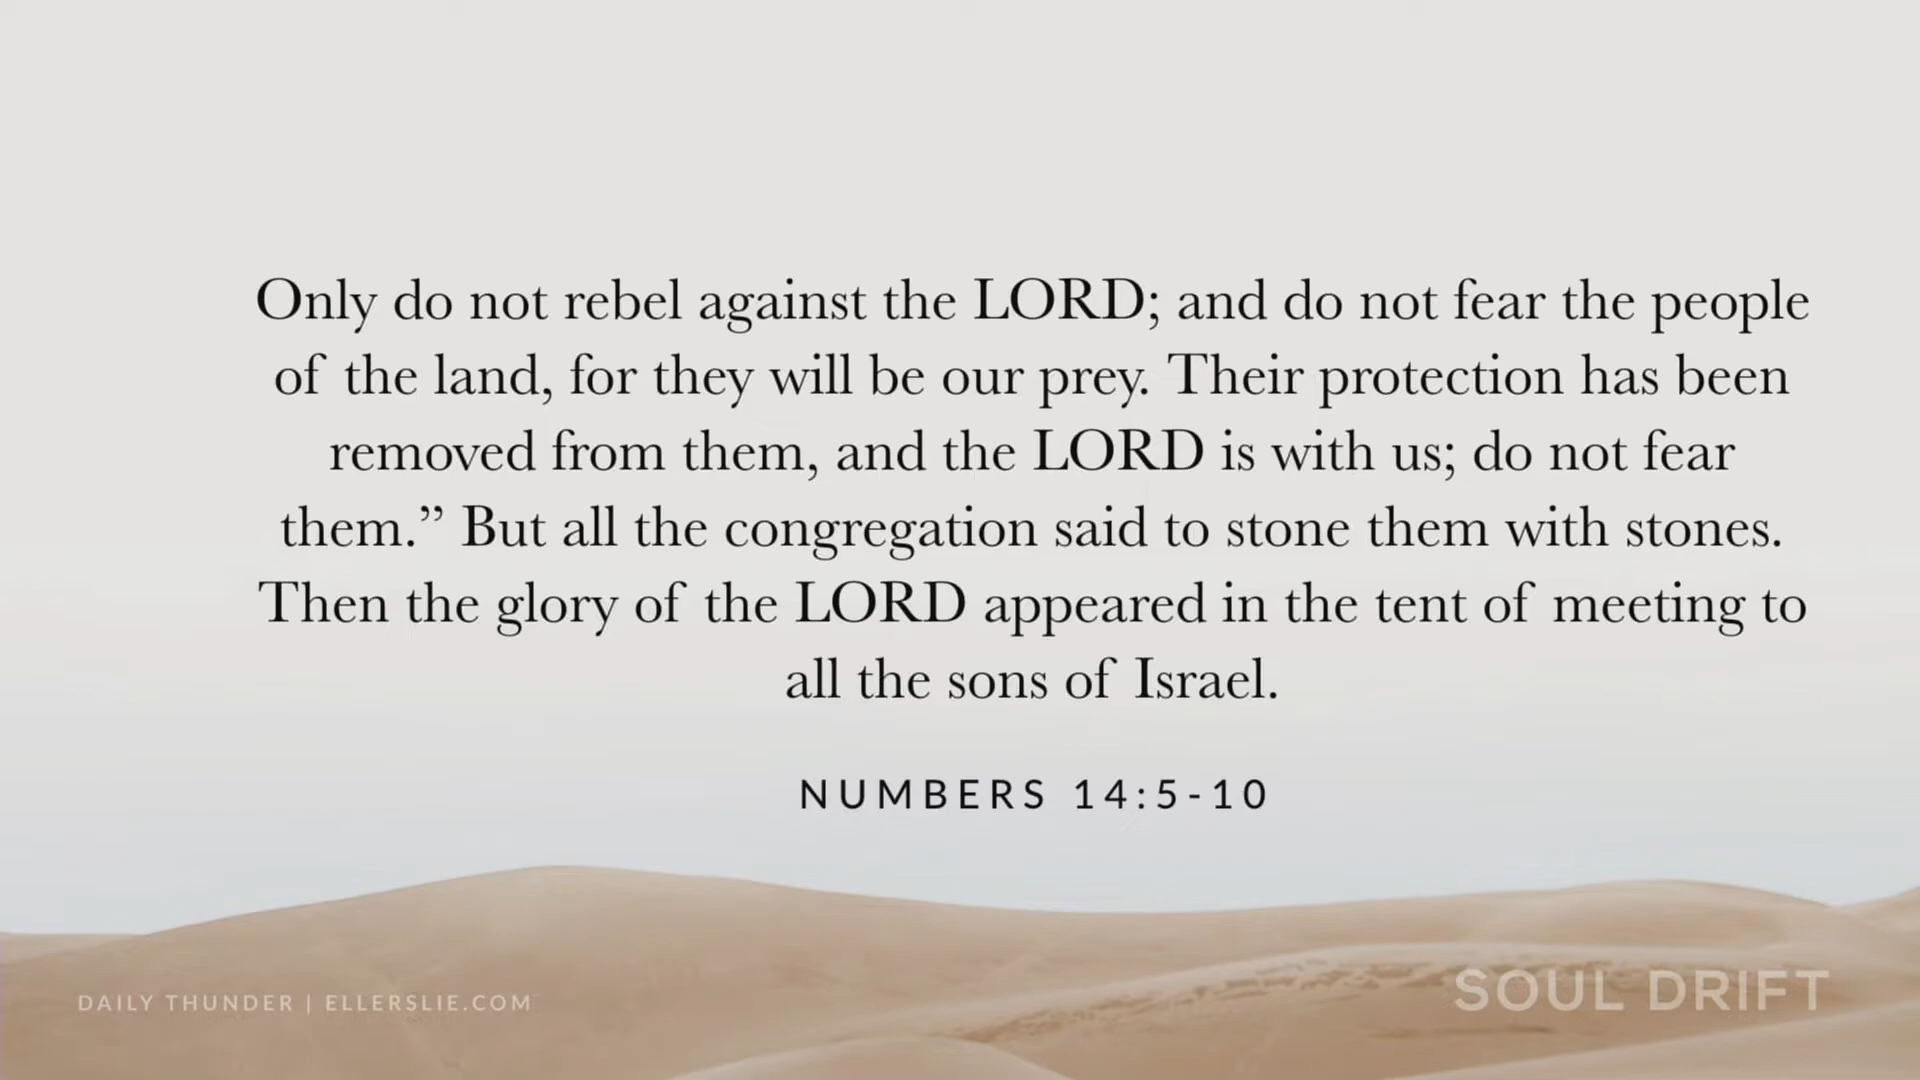 Only do not rebel against the LORD; and do not fear the people
of the land, for they will be our prey. Their protection has been
removed from them, and the LORD is with us; do not fear
them.” But all the congregation said to stone them with stones.
Then the glory of the LORD appeared in the tent of meeting to
all the sons of Israel.
NUMBERS 14:5-10
DAILY THUNDER | ELLERSLIE.COM
SOUL DRIFT